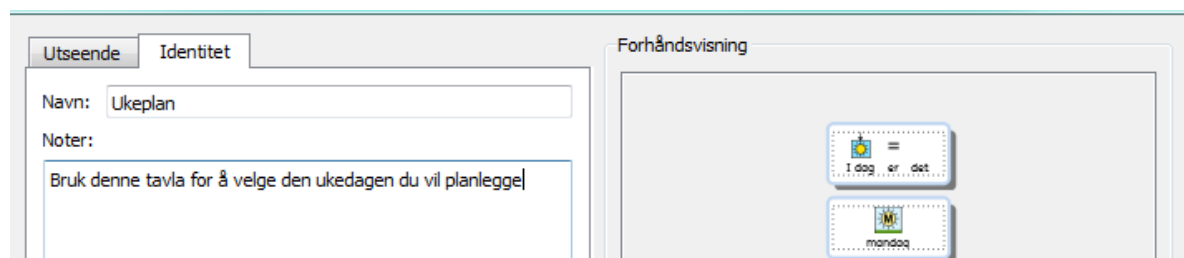 Utseende
Identitet
Navn: Ukeplan
Noter:
Bruk denne tavla for å velge den ukedagen du vil planlegge
Forhåndsvisning
=
I dag er det
M
mandag